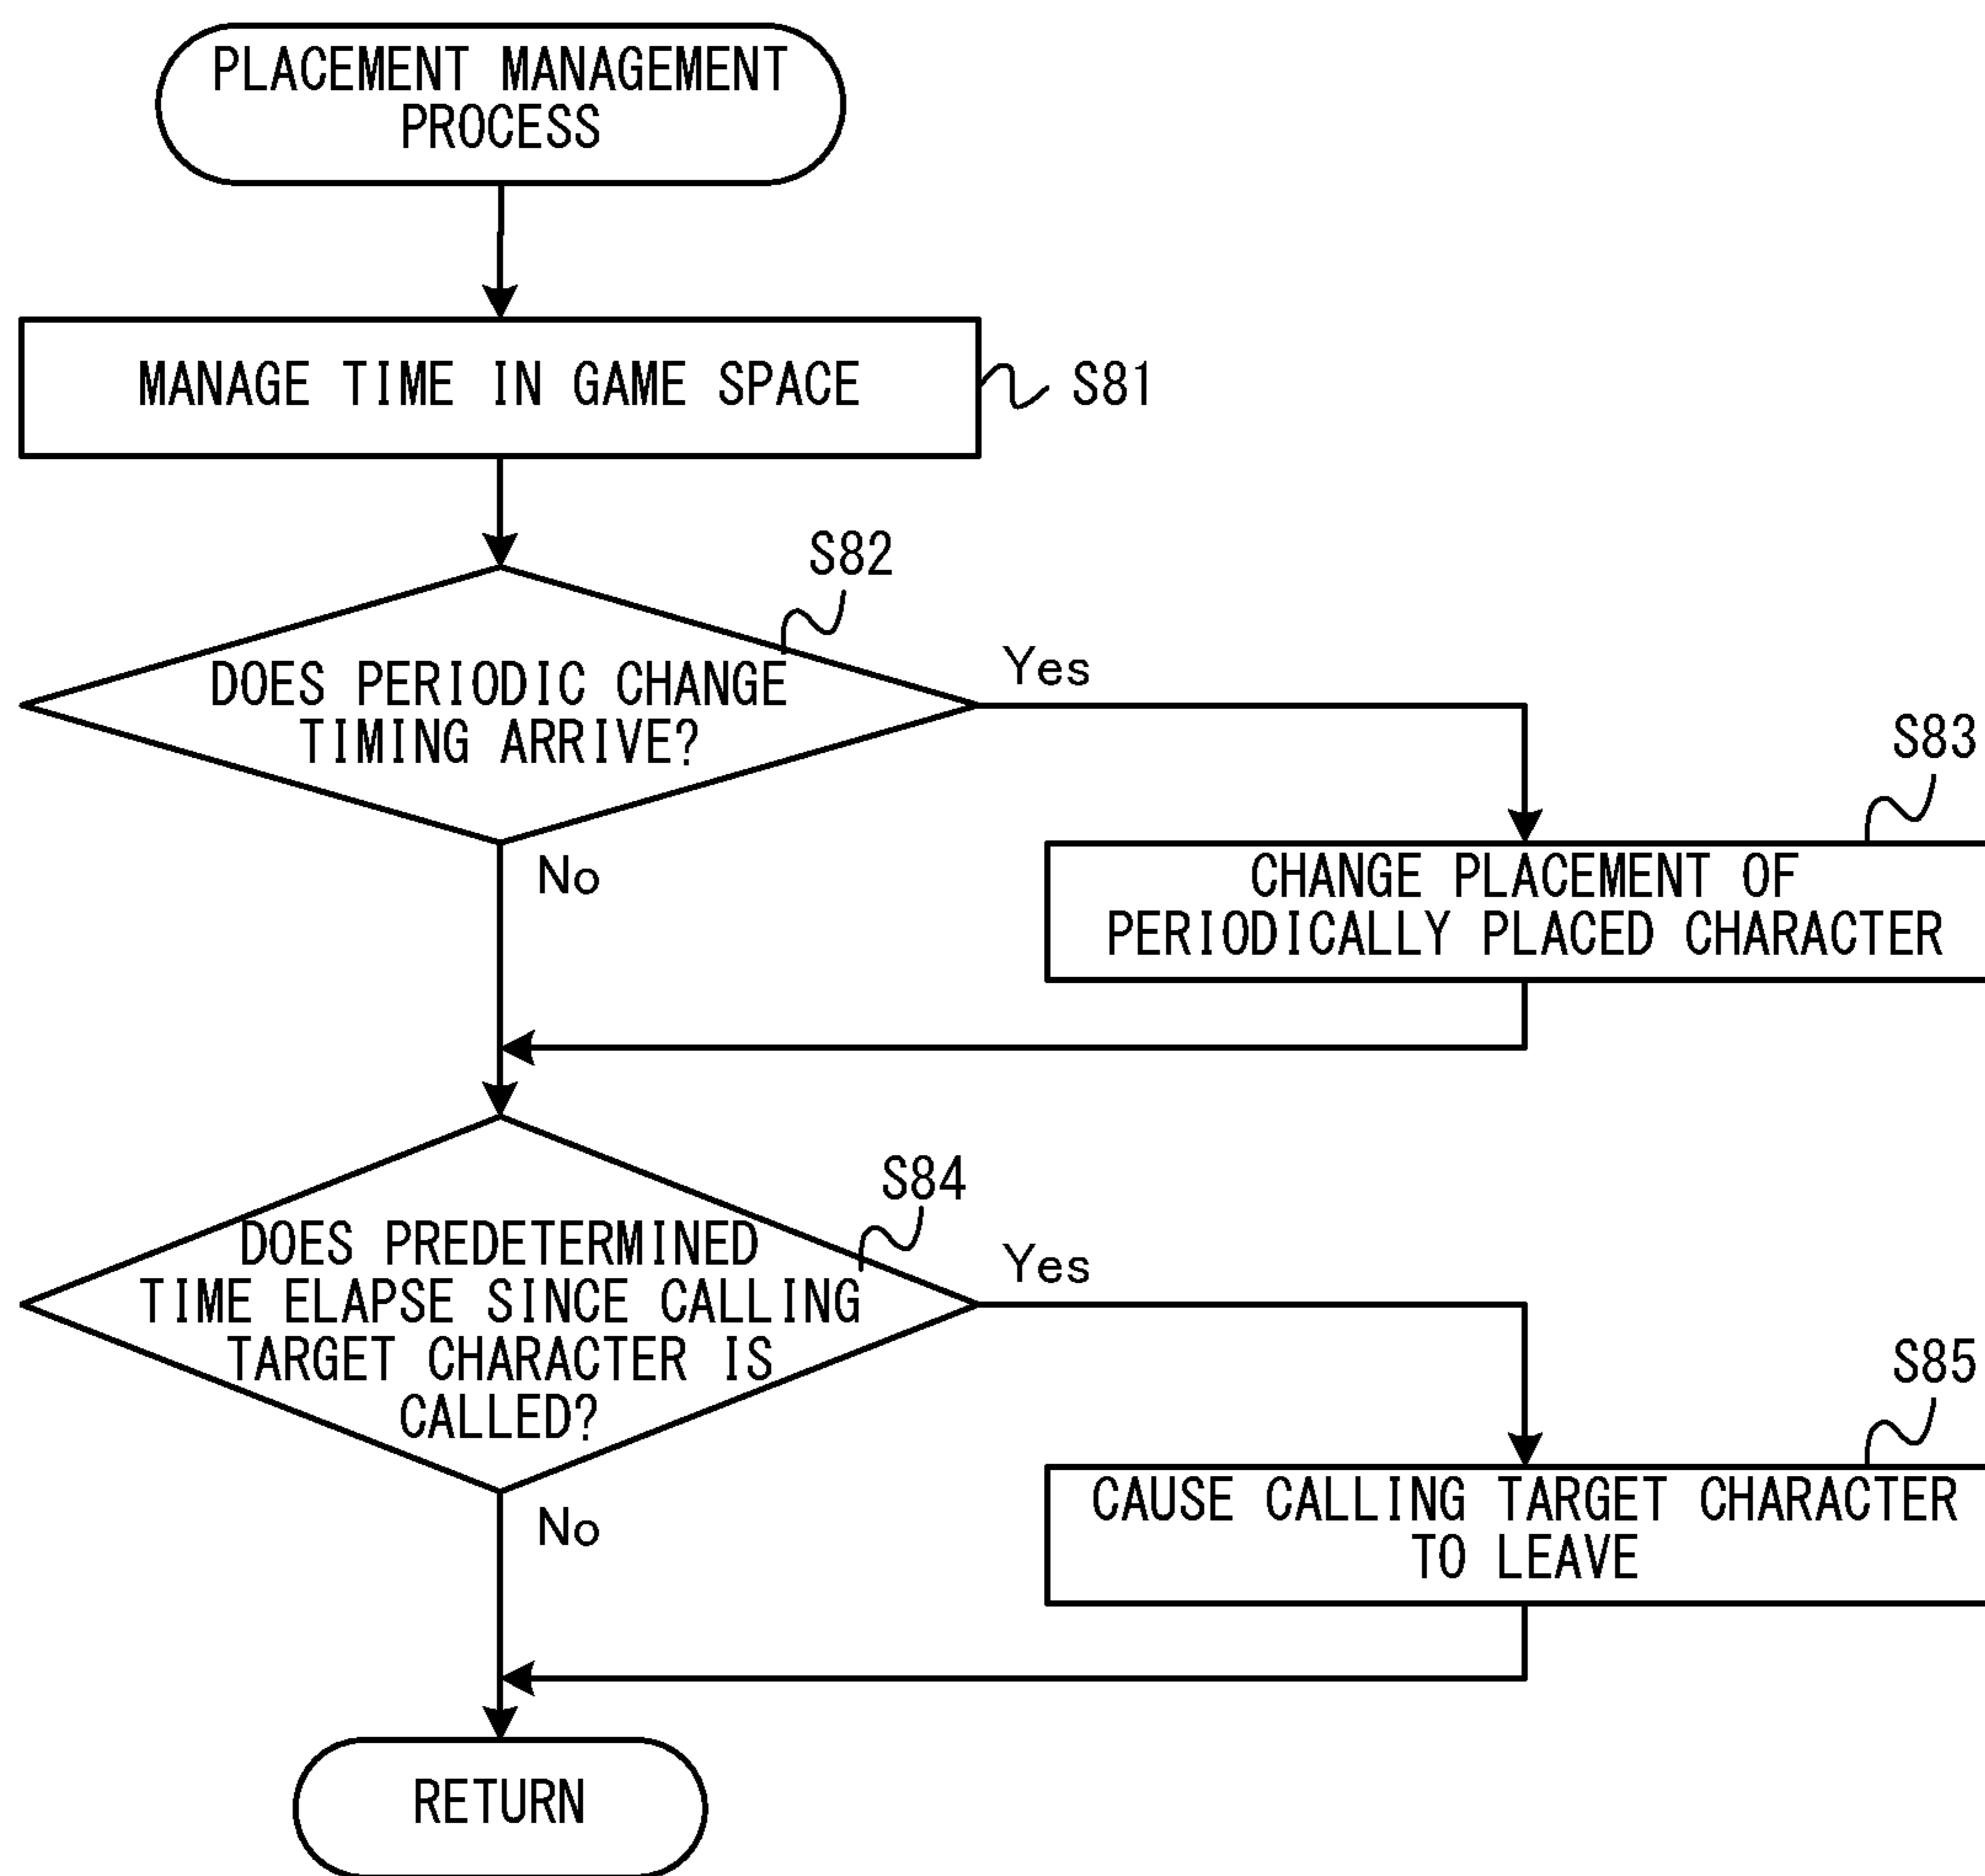 PLACEMENT MANAGEMENT
PROCESS
MANAGE TIME IN GAME SPACE
S81
S82
DOES PERIODIC CHANGE
TIMING ARRIVE?
Yes
No
S83
CHANGE PLACEMENT OF
PERIODICALLY PLACED CHARACTER
S84
DOES PREDETERMINED
TIME ELAPSE SINCE CALLING
TARGET CHARACTER IS
CALLED?
Yes
No
S85
CAUSE CALLING TARGET CHARACTER
TO LEAVE
RETURN